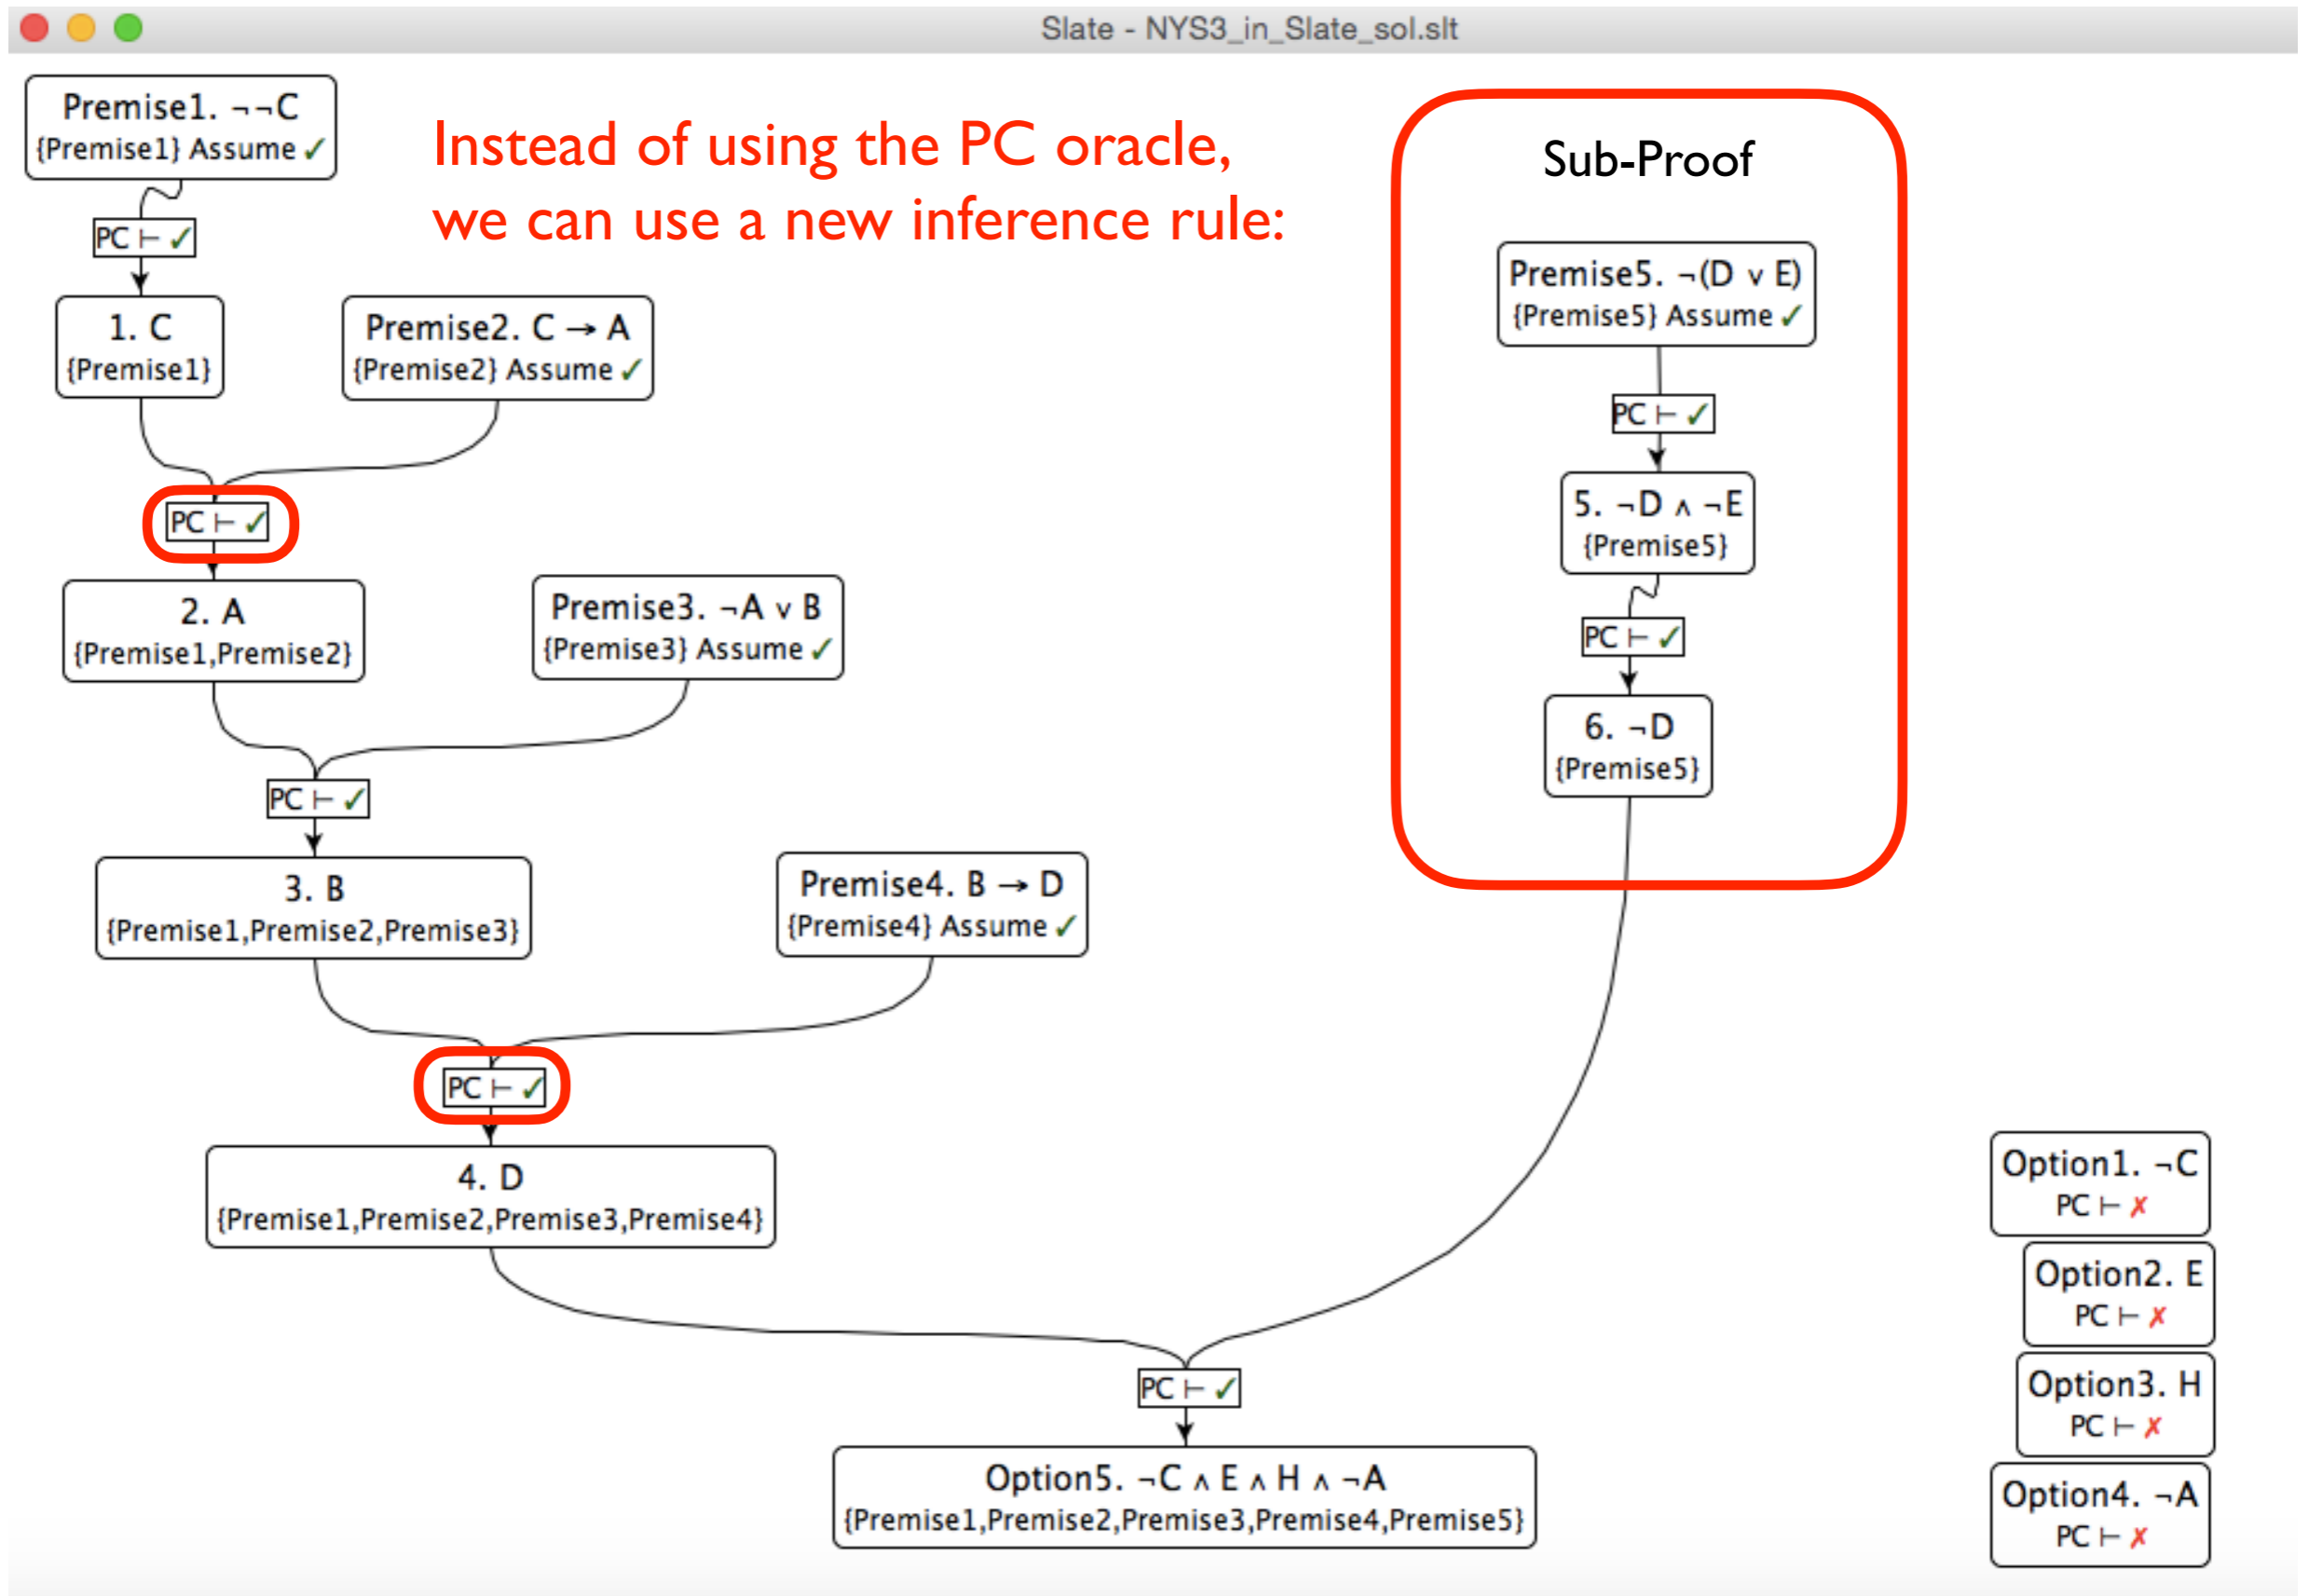 Slate - NYS3_in_Slate_sol.slt
Premise1. ¬¬C
{Premise1} Assume ✓
Instead of using the PC oracle,
we can use a new inference rule:
Sub-Proof
PC ⊢ ✓
Premise5. ¬(D ∨ E)
{Premise5} Assume ✓
1. C
{Premise1}
Premise2. C → A
{Premise2} Assume ✓
PC ⊢ ✓
PC ⊢ ✓
5. ¬D ∧ ¬E
{Premise5}
2. A
{Premise1,Premise2}
Premise3. ¬A ∨ B
{Premise3} Assume ✓
PC ⊢ ✓
6. ¬D
{Premise5}
PC ⊢ ✓
3. B
{Premise1,Premise2,Premise3}
Premise4. B → D
{Premise4} Assume ✓
PC ⊢ ✓
4. D
{Premise1,Premise2,Premise3,Premise4}
Option1. ¬C
PC ⊢ ✗
Option2. E
PC ⊢ ✗
Option3. H
PC ⊢ ✗
Option4. ¬A
PC ⊢ ✗
PC ⊢ ✓
Option5. ¬C ∧ E ∧ H ∧ ¬A
{Premise1,Premise2,Premise3,Premise4,Premise5}